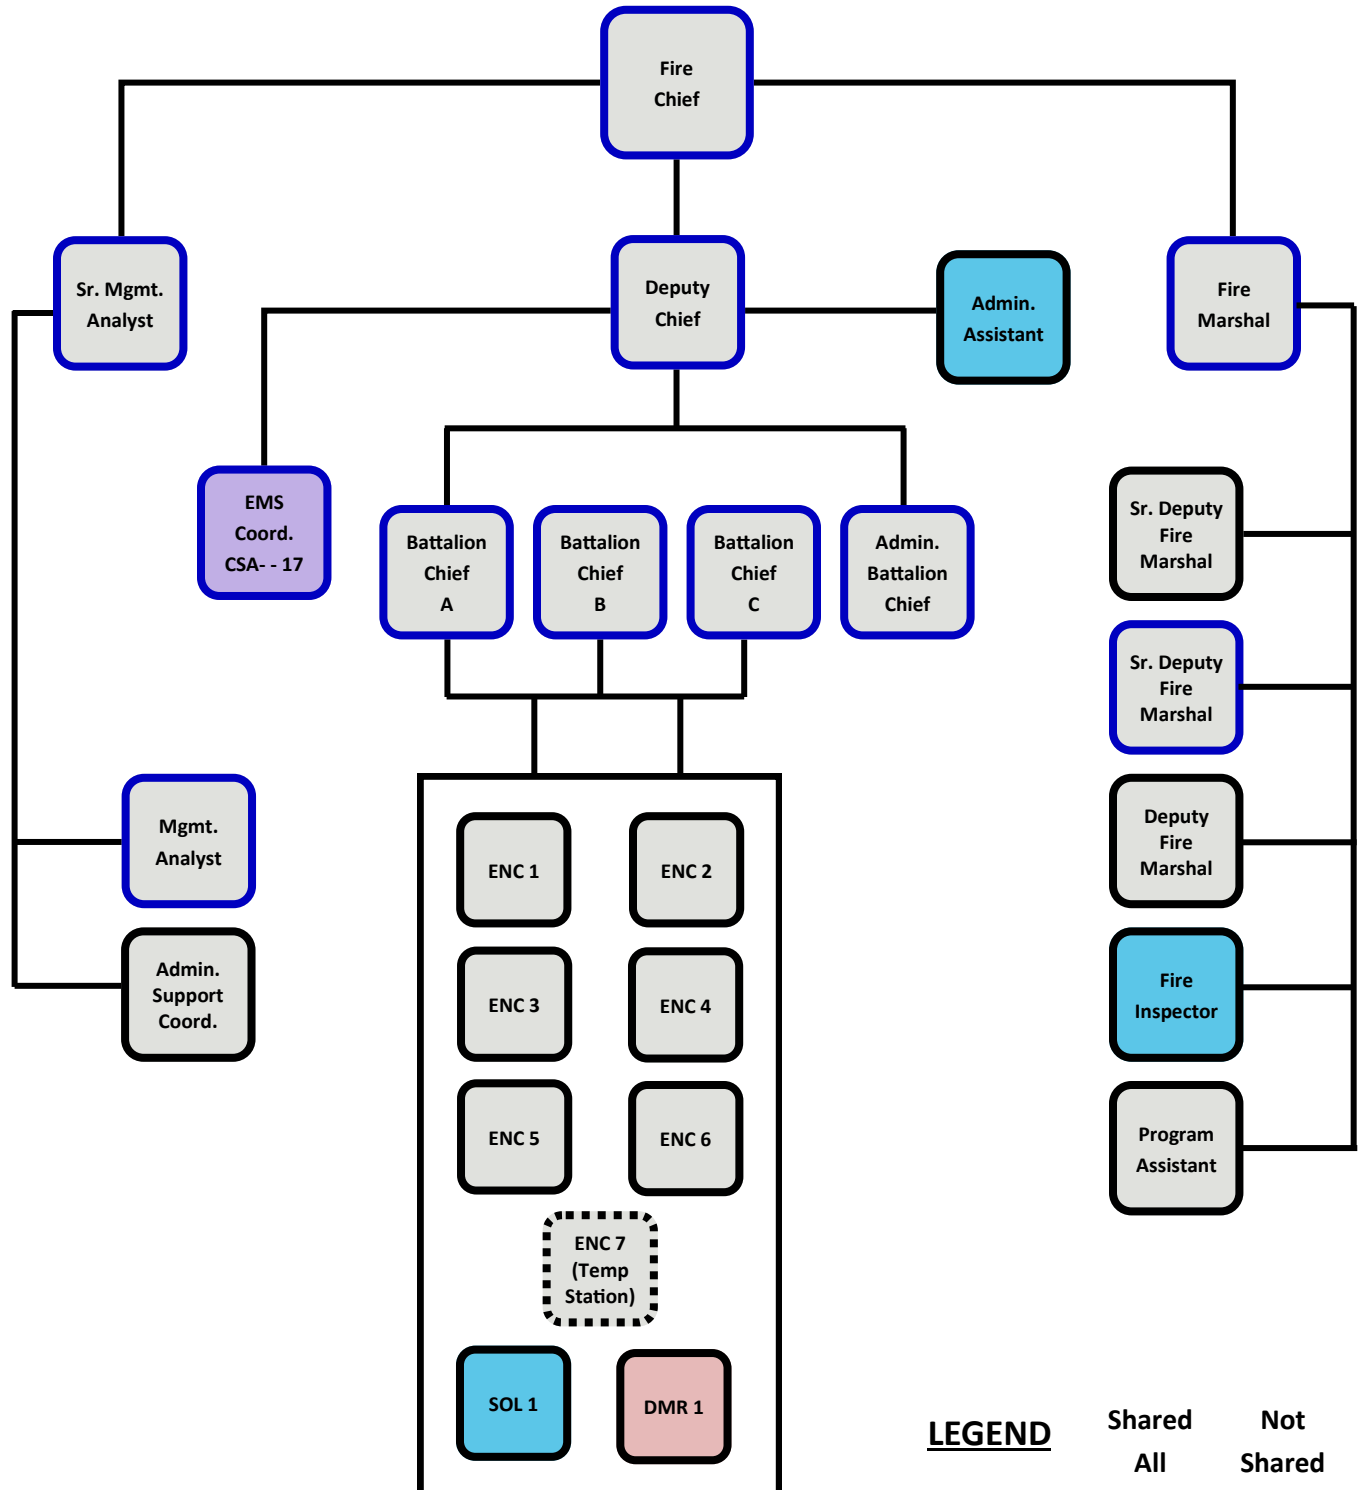 Fire
Chief
Sr. Mgmt.
Analyst
Deputy
Chief
Admin.
Assistant
Fire
Marshal
EMS
Coord.
CSA- - 17
Battalion
Chief
A
Battalion
Chief
B
Battalion
Chief
C
Admin.
Battalion
Chief
Sr. Deputy
Fire
Marshal
Sr. Deputy
Fire
Marshal
Mgmt.
Analyst
Deputy
Fire
Marshal
Admin.
Support
Coord.
Fire
Inspector
Program
Assistant
ENC 1
ENC 2
ENC 3
ENC 4
ENC 5
ENC 6
ENC 7
(Temp
Station)
SOL 1
DMR 1
LEGEND
Shared
All
Not
Shared